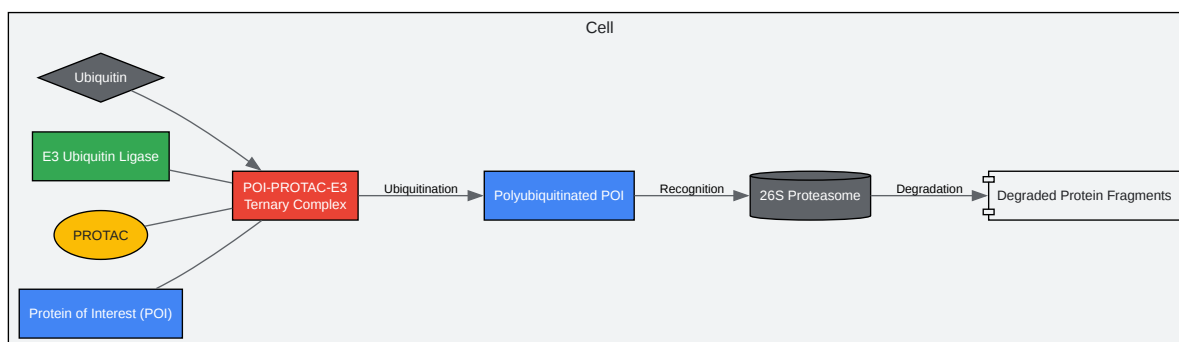 Cell
Ubiquitin
E3 Ubiquitin Ligase
PROTAC
Protein of Interest (POI)
POI-PROTAC-E3
Ternary Complex
Ubiquitination
Polyubiquitinated POI
Recognition
26S Proteasome
Degradation
Degraded Protein Fragments